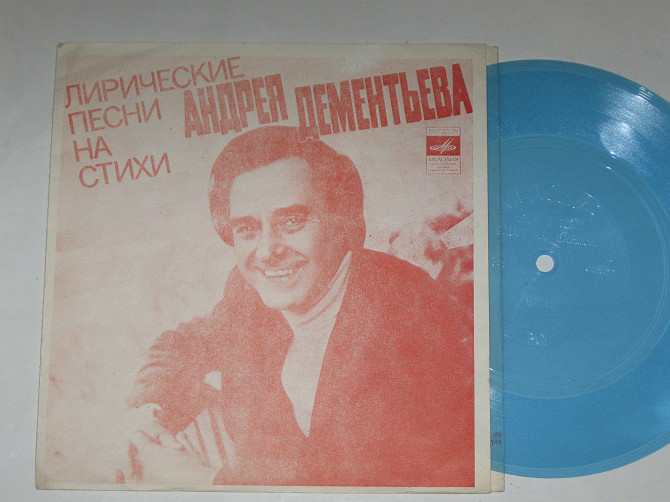 ЛИРИЧЕСКИЕ
ПЕСНИ
НА
СТИХИ
АНДРЕЯ ДЕМЕНТЬЕВА
МЕЛОДИЯ